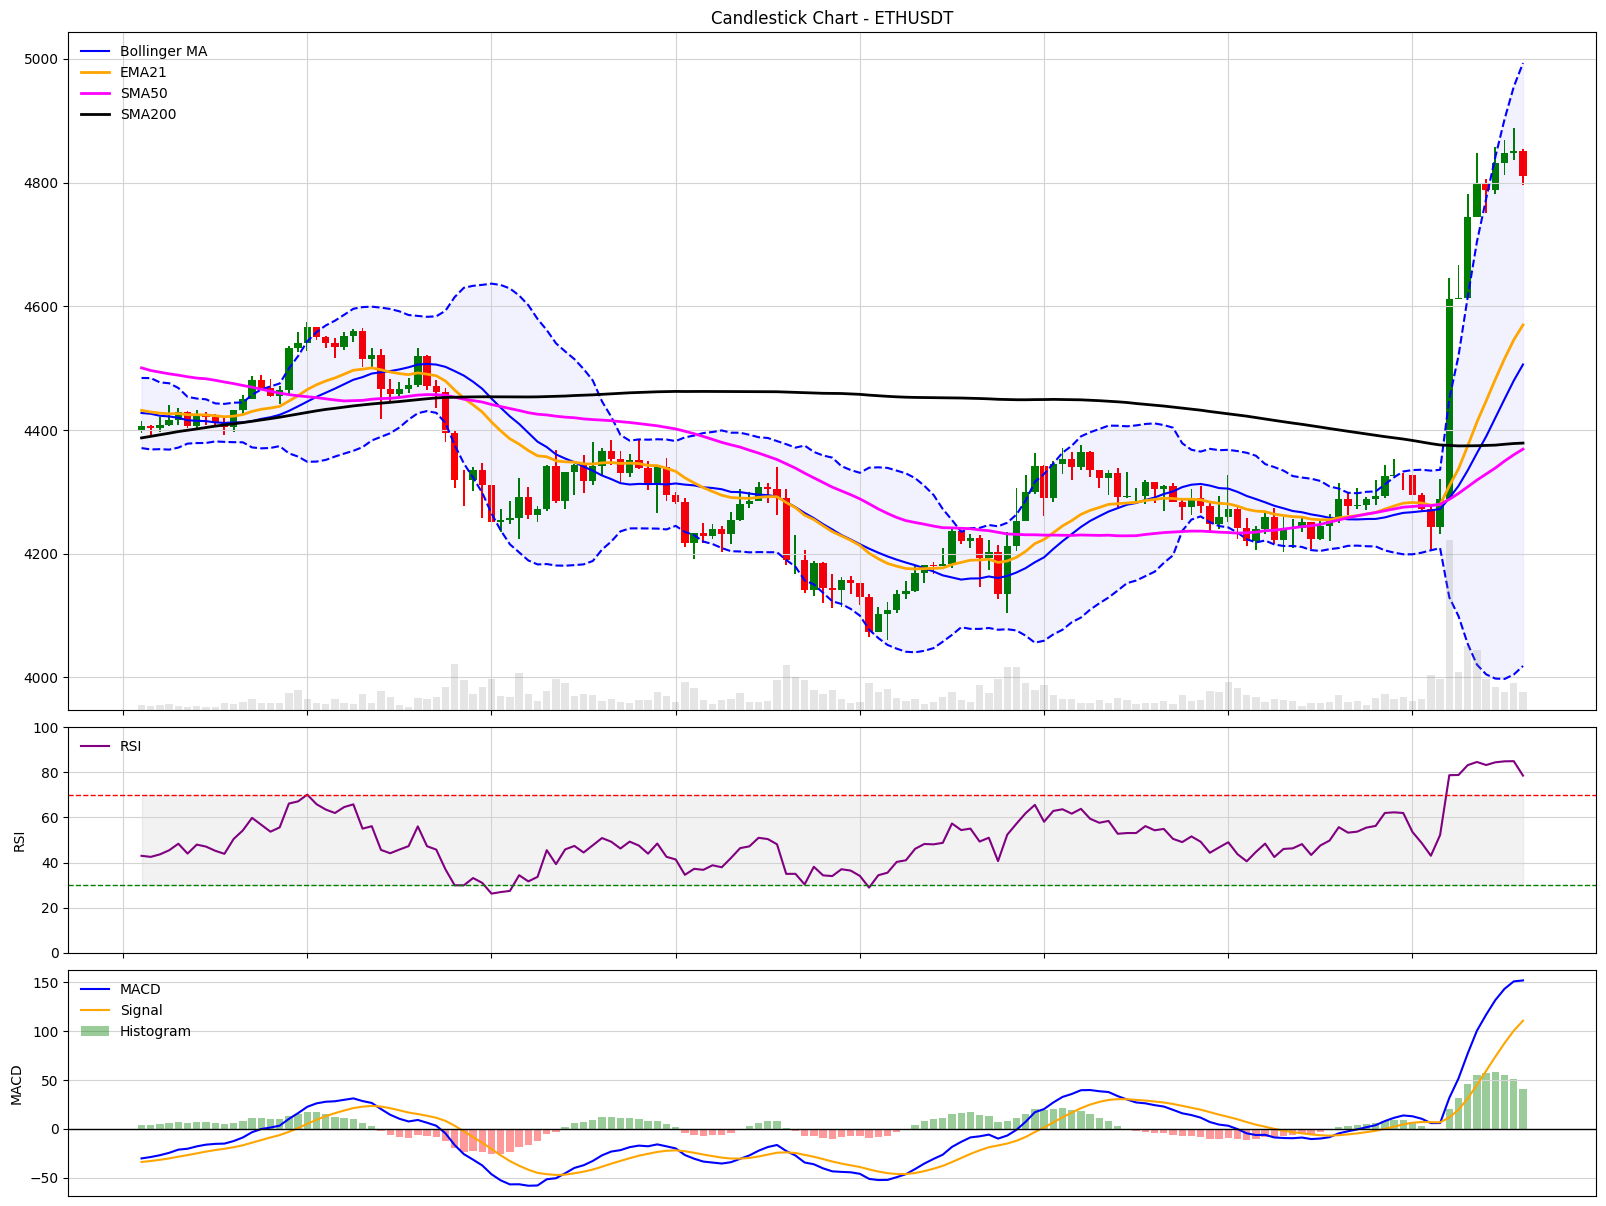 Candlestick Chart - ETHUSDT
Bollinger MA
EMA21
SMA50
SMA200
5000
4800
4600
4400
4200
4000
RSI
100
80
60
40
20
0
RSI
MACD
Signal
Histogram
150
100
50
0
−50
MACD